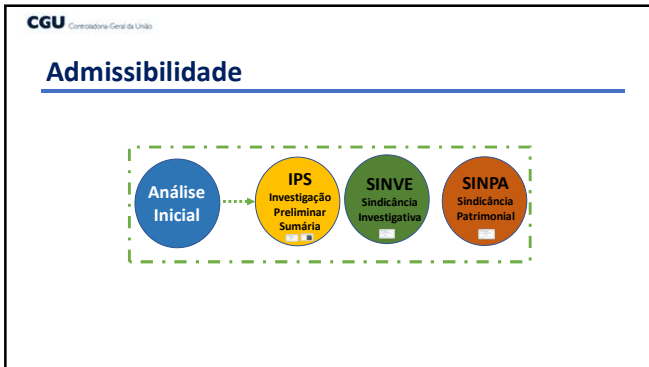 CGU Controladoria-Geral da União
Admissibilidade
Análise
Inicial
IPS
Investigação
Preliminar
Sumária
SINVE
Sindicância
Investigativa
SINPA
Sindicância
Patrimonial